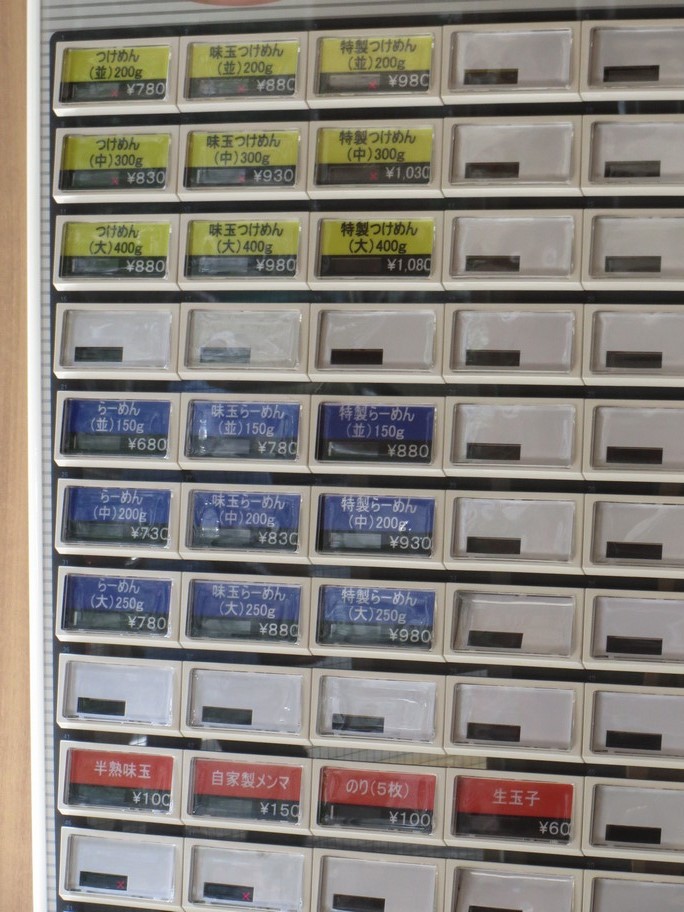 つけめん
(並)200g
¥780
味玉つけめん
(並)200g
¥880
特製つけめん
(並)200g
¥980
つけめん
(中)300g
¥830
味玉つけめん
(中)300g
¥930
特製つけめん
(中)300g
¥1,030
つけめん
(大)400g
¥880
味玉つけめん
(大)400g
¥980
特製つけめん
(大)400g
¥1,080
らーめん
(並)150g
¥680
味玉らーめん
(並)150g
¥780
特製らーめん
(並)150g
¥880
らーめん
(中)200g
¥730
味玉らーめん
(中)200g
¥830
特製らーめん
(中)200g
¥930
らーめん
(大)250g
¥780
味玉らーめん
(大)250g
¥880
特製らーめん
(大)250g
¥980
半熟味玉
¥100
自家製メンマ
¥150
のり(5枚)
¥100
生玉子
¥60